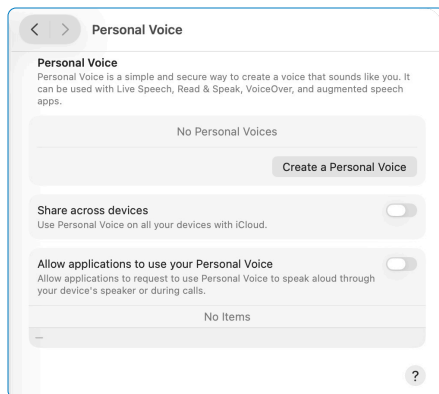 Personal Voice
Personal Voice
Personal Voice is a simple and secure way to create a voice that sounds like you. It
can be used with Live Speech, Read & Speak, VoiceOver, and augmented speech
apps.
No Personal Voices
Create a Personal Voice
Share across devices
Use Personal Voice on all your devices with iCloud.
Allow applications to use your Personal Voice
Allow applications to request to use Personal Voice to speak aloud through
your device's speaker or during calls.
No Items
?